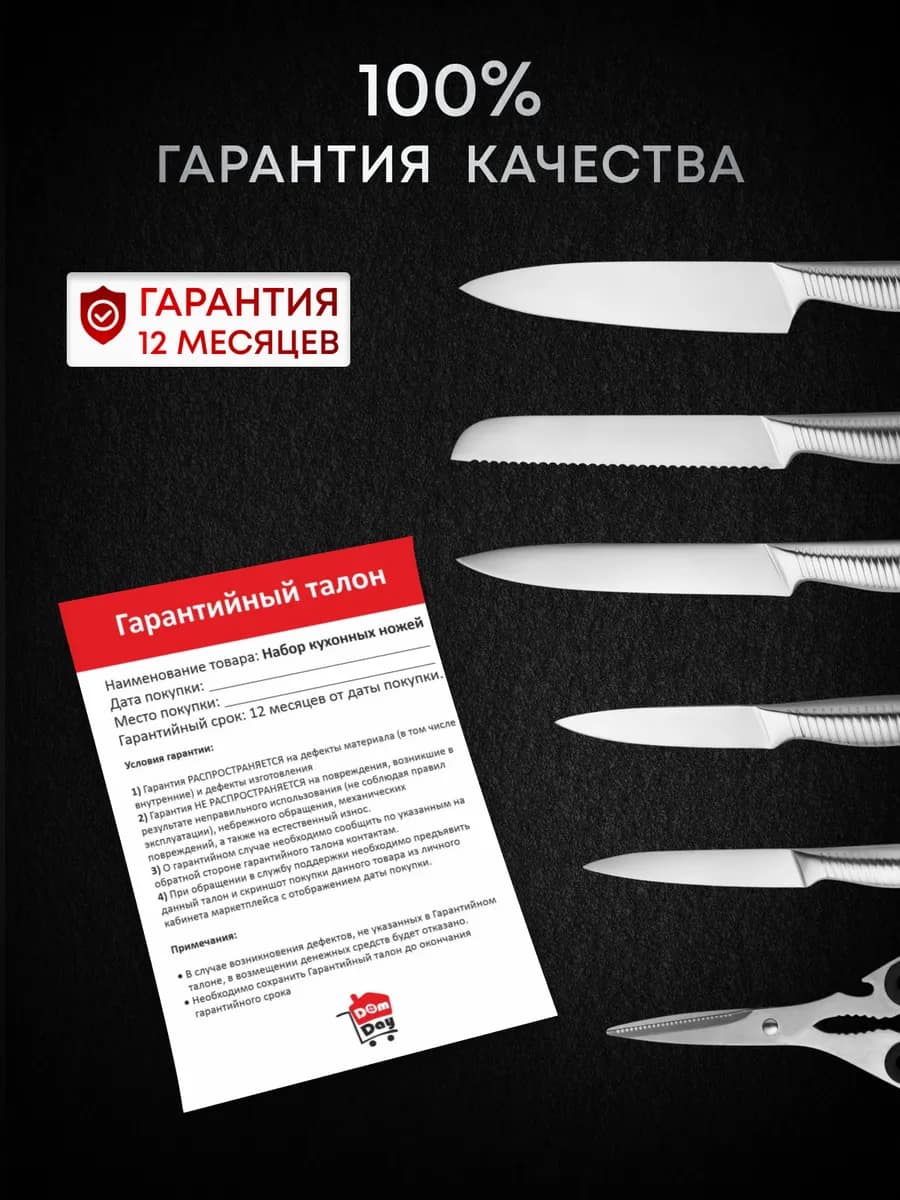 100%
ГАРАНТИЯ КАЧЕСТВА
ГАРАНТИЯ
12 МЕСЯЦЕВ
Гарантийный талон
Наименование товара: Набор кухонных ножей
Дата покупки:
Место покупки:
Гарантийный срок: 12 месяцев от даты покупки.
Условия гарантии:
1) Гарантия РАСПРОСТРАНЯЕТСЯ на дефекты материала (в том числе
внутренние) и дефекты изготовления
2) Гарантия НЕ РАСПРОСТРАНЯЕТСЯ на повреждения, возникшие в
результате неправильного использования (не соблюдая правил
эксплуатации), небрежного обращения, механических
повреждений, а также на естественный износ.
3) О гарантийном случае необходимо сообщить по указанным на
обратной стороне гарантийного талона контактам.
4) При обращении в службу поддержки необходимо предъявить
данный талон и скриншот покупки данного товара из личного
кабинета маркетплейса с отображением даты покупки.
Примечания:
• В случае возникновения дефектов, не указанных в Гарантийном
талоне, в возмещении денежных средств будет отказано.
• Необходимо сохранить Гарантийный талон до окончания
гарантийного срока
Dom
Day